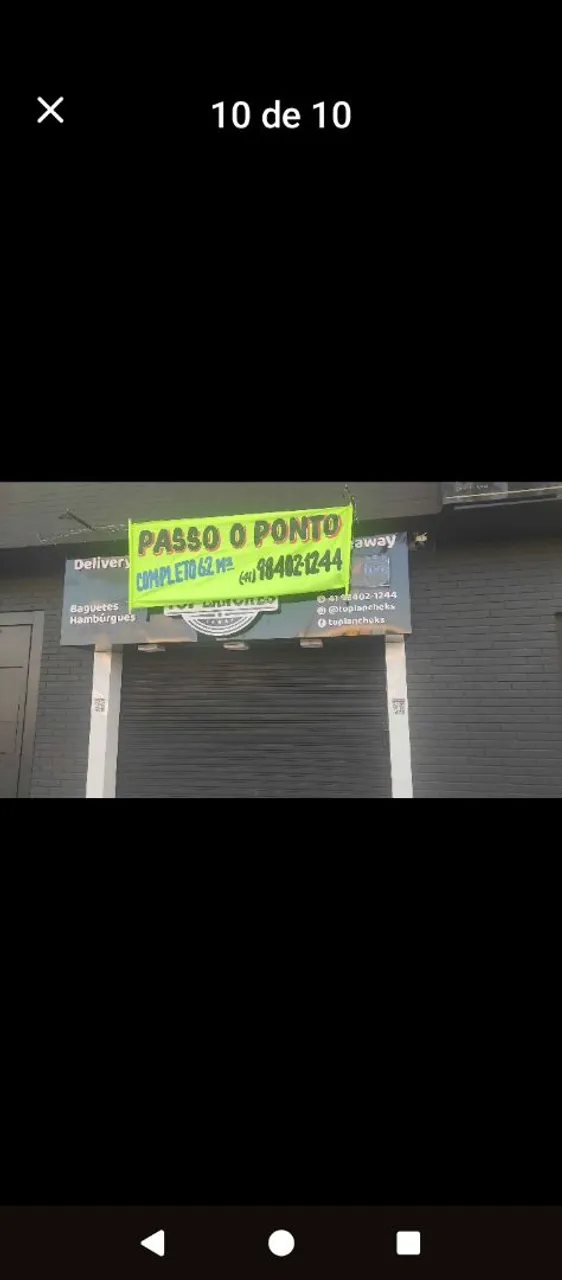 10 de 10
PASSO O PONTO
COMPLETO 62 M²
(41) 98402-1244
Delivery
away
Baguetes
Hambúrgues
41 98402-1244
@toplancheks
toplancheks